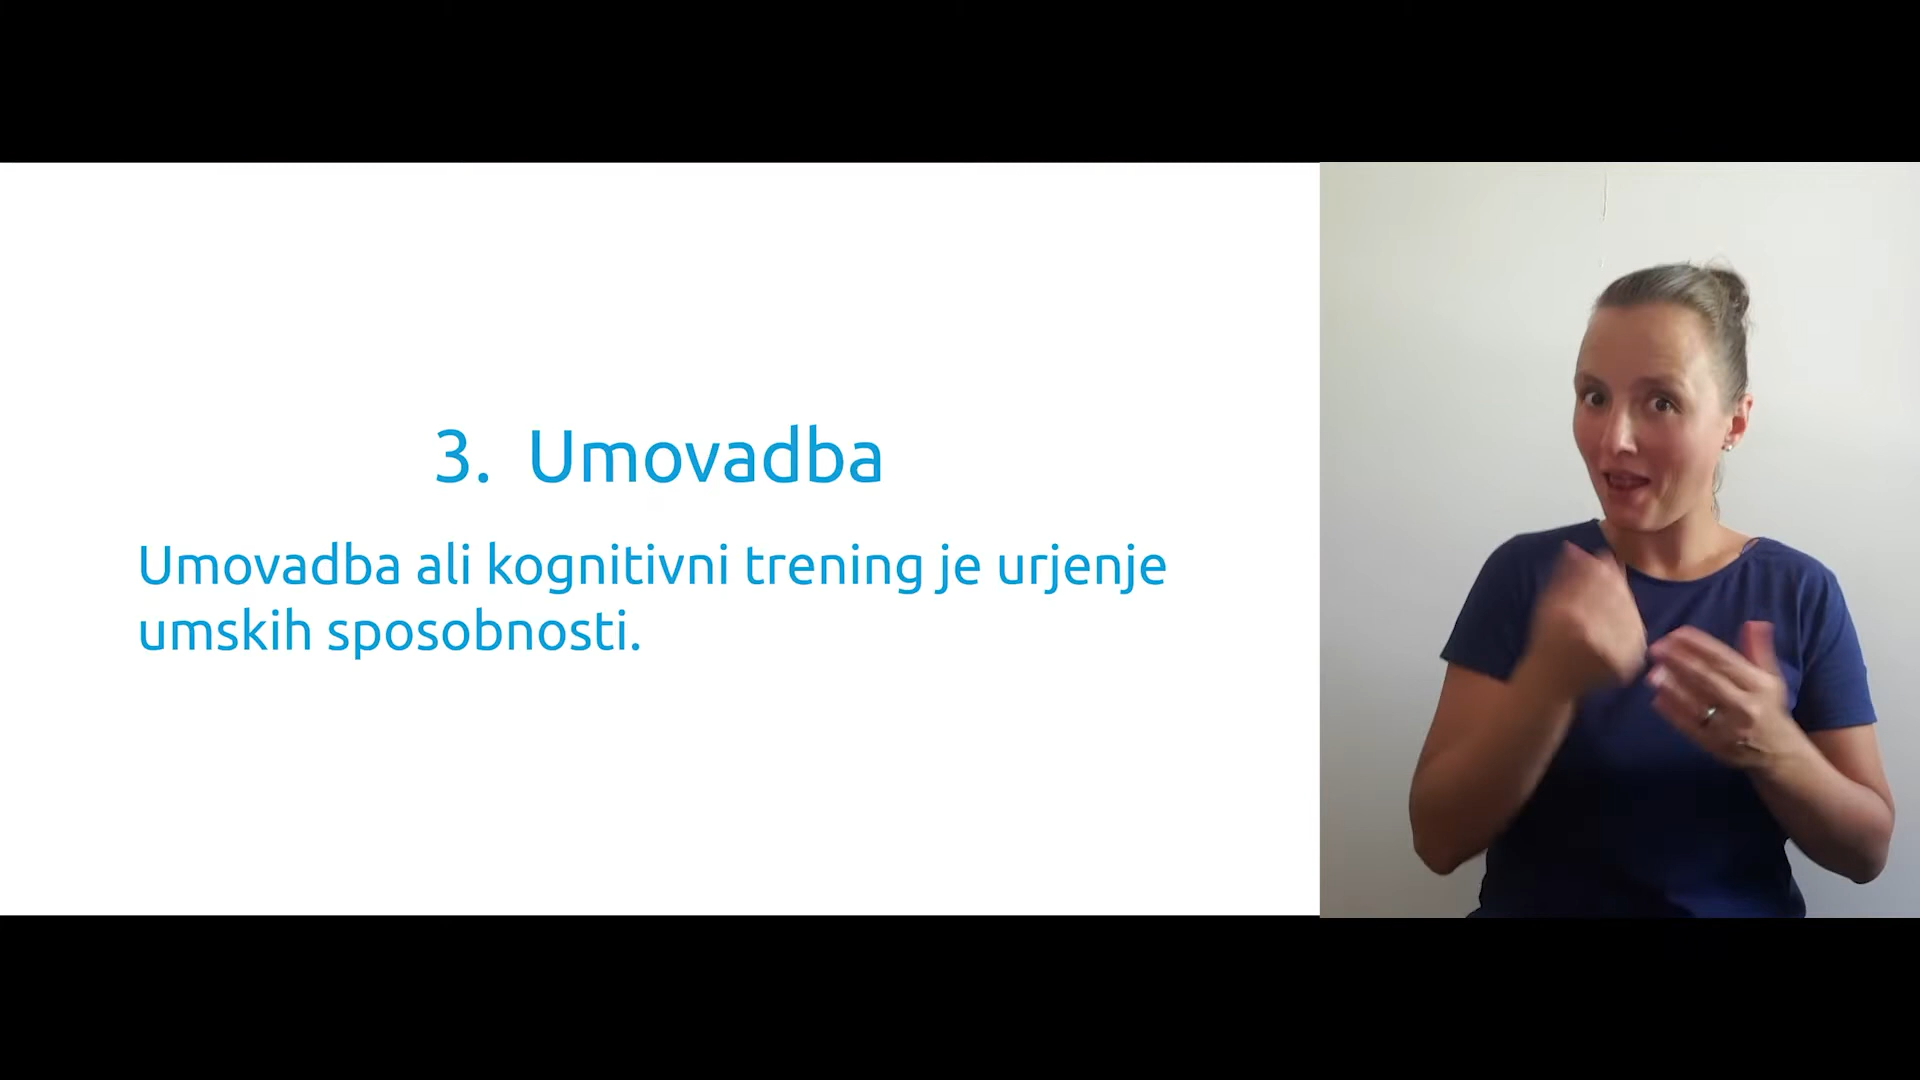 3. Umovadba
Umovadba ali kognitivni trening je urjenje
umskih sposobnosti.